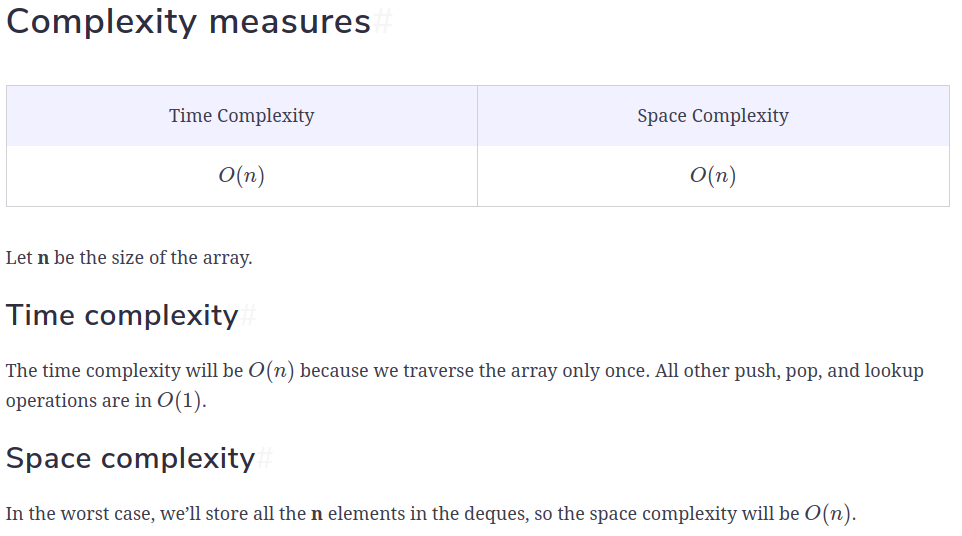 Complexity measures#
Time Complexity
Space Complexity
O(n)
O(n)
Let n be the size of the array.
Time complexity#
The time complexity will be O(n) because we traverse the array only once. All other push, pop, and lookup
operations are in O(1).
Space complexity#
In the worst case, we’ll store all the n elements in the deques, so the space complexity will be O(n).